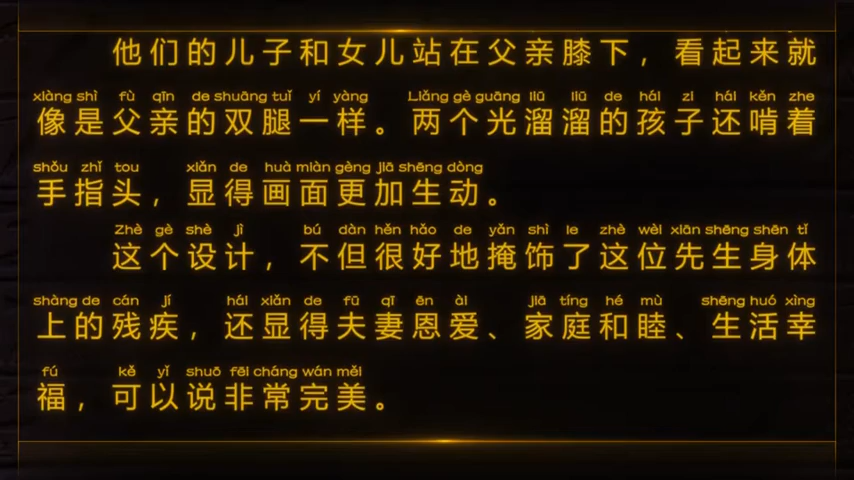 他们的儿子和女儿站在父亲膝下，看起来就
xiàng shì fù qīn de shuāng tuǐ yí yàng Liǎng gè guāng liū liū de hái zi hái kěn zhe
像是父亲的双腿一样。两个光溜溜的孩子还啃着
shǒu zhǐ tou xiǎn de huà miàn gèng jiā shēng dòng
手指头，显得画面更加生动。
Zhè gè shè jì bú dàn hěn hǎo de yǎn shì le zhè wèi xiān shēng shēn tǐ
这个设计，不但很好地掩饰了这位先生身体
shàng de cán jí hái xiǎn de fū qī ēn ài jiā tíng hé mù shēng huó xìng
上的残疾，还显得夫妻恩爱、家庭和睦、生活幸
fú kě yǐ shuō fēi cháng wán měi
福，可以说非常完美。